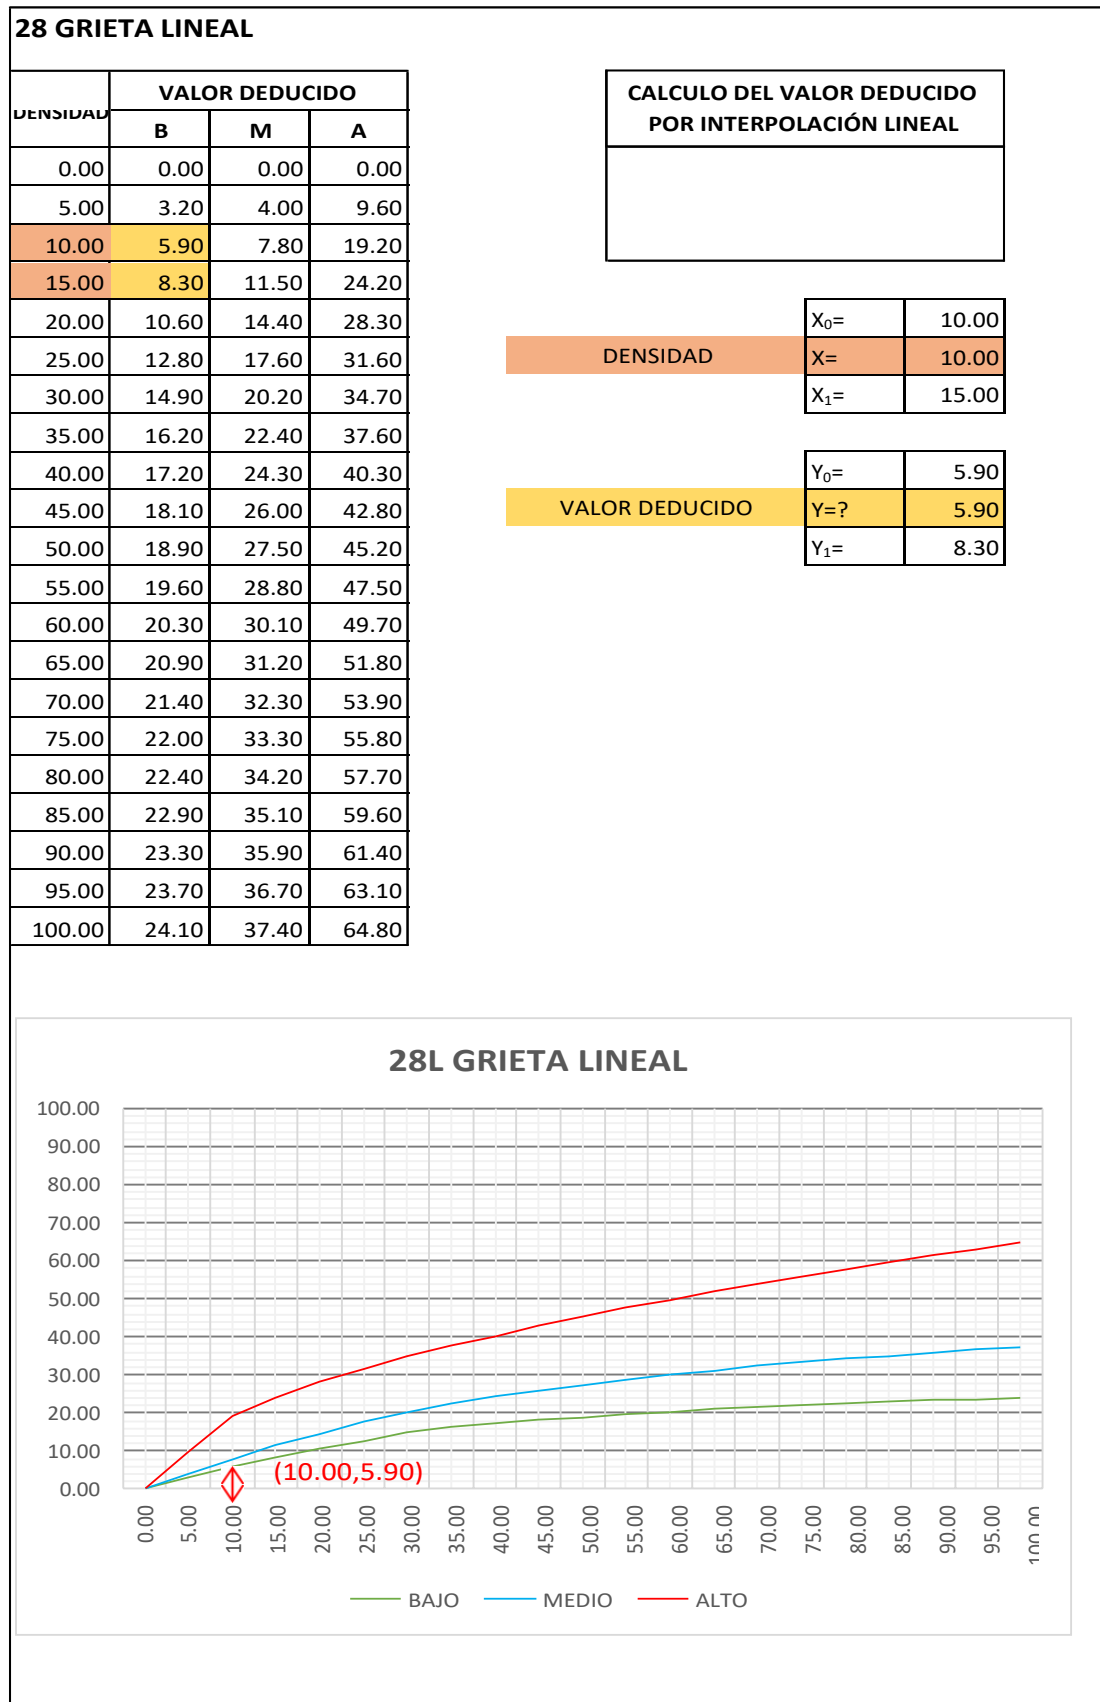 28 GRIETA LINEAL
DENSIDAD VALOR DEDUCIDO
B M A
0.00 0.00 0.00 0.00
5.00 3.20 4.00 9.60
10.00 5.90 7.80 19.20
15.00 8.30 11.50 24.20
20.00 10.60 14.40 28.30
25.00 12.80 17.60 31.60
30.00 14.90 20.20 34.70
35.00 16.20 22.40 37.60
40.00 17.20 24.30 40.30
45.00 18.10 26.00 42.80
50.00 18.90 27.50 45.20
55.00 19.60 28.80 47.50
60.00 20.30 30.10 49.70
65.00 20.90 31.20 51.80
70.00 21.40 32.30 53.90
75.00 22.00 33.30 55.80
80.00 22.40 34.20 57.70
85.00 22.90 35.10 59.60
90.00 23.30 35.90 61.40
95.00 23.70 36.70 63.10
100.00 24.10 37.40 64.80
CALCULO DEL VALOR DEDUCIDO
POR INTERPOLACIÓN LINEAL
X₀= 10.00
DENSIDAD X= 10.00
X₁= 15.00
Y₀= 5.90
VALOR DEDUCIDO Y=? 5.90
Y₁= 8.30
28L GRIETA LINEAL
100.00
90.00
80.00
70.00
60.00
50.00
40.00
30.00
20.00
10.00
0.00
(10.00,5.90)
0.00 5.00 10.00 15.00 20.00 25.00 30.00 35.00 40.00 45.00 50.00 55.00 60.00 65.00 70.00 75.00 80.00 85.00 90.00 95.00 100.00
BAJO MEDIO ALTO